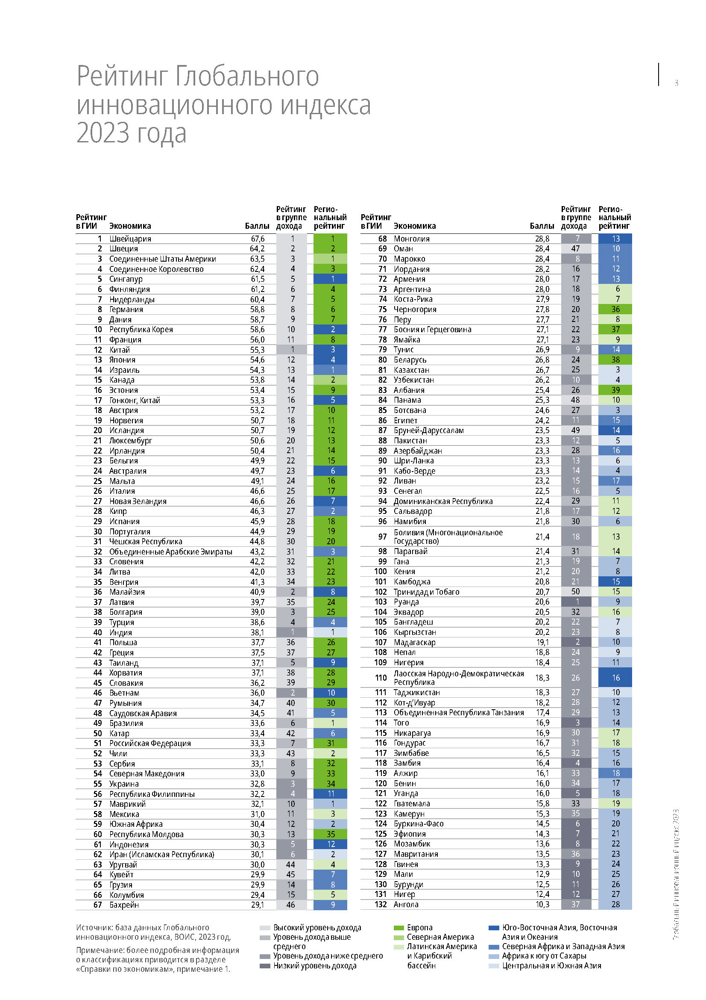 Рейтинг Глобального
инновационного индекса
2023 года
Рейтинг в ГИИ Экономика Баллы Рейтинг в группе дохода Регио-нальный рейтинг
1 Швейцария 67,6 1 1
2 Швеция 64,2 2 2
3 Соединенные Штаты Америки 63,5 3 1
4 Соединенное Королевство 62,4 4 3
5 Сингапур 61,5 5 1
6 Финляндия 61,2 6 4
7 Нидерланды 60,4 7 5
8 Германия 58,8 8 6
9 Дания 58,7 9 7
10 Республика Корея 58,6 10 2
11 Франция 56,0 11 8
12 Китай 55,3 1 3
13 Япония 54,6 12 4
14 Израиль 54,3 13 1
15 Канада 53,8 14 2
16 Эстония 53,4 15 9
17 Гонконг, Китай 53,3 16 5
18 Австрия 53,2 17 10
19 Норвегия 50,7 18 11
20 Исландия 50,7 19 12
21 Люксембург 50,6 20 13
22 Ирландия 50,4 21 14
23 Бельгия 49,9 22 15
24 Австралия 49,7 23 6
25 Мальта 49,1 24 16
26 Италия 46,6 25 17
27 Новая Зеландия 46,6 26 7
28 Кипр 46,3 27 2
29 Испания 45,9 28 18
30 Португалия 44,9 29 19
31 Чешская Республика 44,8 30 20
32 Объединенные Арабские Эмираты 43,2 31 3
33 Словения 42,2 32 21
34 Литва 42,0 33 22
35 Венгрия 41,3 34 23
36 Малайзия 40,9 2 8
37 Латвия 39,7 35 24
38 Болгария 39,0 3 25
39 Турция 38,6 4 4
40 Индия 38,1 1 1
41 Польша 37,7 36 26
42 Греция 37,5 37 27
43 Таиланд 37,1 5 9
44 Хорватия 37,1 38 28
45 Словакия 36,2 39 29
46 Вьетнам 36,0 2 10
47 Румыния 34,7 40 30
48 Саудовская Аравия 34,5 41 5
49 Бразилия 33,6 6 1
50 Катар 33,4 42 6
51 Российская Федерация 33,3 7 31
52 Чили 33,3 43 2
53 Сербия 33,1 8 32
54 Северная Македония 33,0 9 33
55 Украина 32,8 3 34
56 Республика Филиппины 32,2 4 11
57 Маврикий 32,1 10 1
58 Мексика 31,0 11 3
59 Южная Африка 30,4 12 2
60 Республика Молдова 30,3 13 35
61 Индонезия 30,3 5 12
62 Иран (Исламская Республика) 30,1 6 2
63 Уругвай 30,0 44 4
64 Кувейт 29,9 45 7
65 Грузия 29,9 14 8
66 Колумбия 29,4 15 5
67 Бахрейн 29,1 46 9
Рейтинг в ГИИ Экономика Баллы Рейтинг в группе дохода Регио-нальный рейтинг
68 Монголия 28,8 7 13
69 Оман 28,4 47 10
70 Марокко 28,4 8 11
71 Иордания 28,2 16 12
72 Армения 28,0 17 13
73 Аргентина 28,0 18 6
74 Коста-Рика 27,9 19 7
75 Черногория 27,8 20 36
76 Перу 27,7 21 8
77 Босния и Герцеговина 27,1 22 37
78 Ямайка 27,1 23 9
79 Тунис 26,9 9 14
80 Беларусь 26,8 24 38
81 Казахстан 26,7 25 3
82 Узбекистан 26,2 10 4
83 Албания 25,4 26 39
84 Панама 25,3 48 10
85 Ботсвана 24,6 27 3
86 Египет 24,2 11 15
87 Бруней-Даруссалам 23,5 49 14
88 Пакистан 23,3 12 5
89 Азербайджан 23,3 28 16
90 Шри-Ланка 23,3 13 6
91 Кабо-Верде 23,3 14 4
92 Ливан 23,2 15 17
93 Сенегал 22,5 16 5
94 Доминиканская Республика 22,4 29 11
95 Сальвадор 21,8 17 12
96 Намибия 21,8 30 6
97 Боливия (Многонациональное
Государство) 21,4 18 13
98 Парагвай 21,4 31 14
99 Гана 21,3 19 7
100 Кения 21,2 20 8
101 Камбоджа 20,8 21 15
102 Тринидад и Тобаго 20,7 50 15
103 Руанда 20,6 1 9
104 Эквадор 20,5 32 16
105 Бангладеш 20,2 22 7
106 Кыргызстан 20,2 23 8
107 Мадагаскар 19,1 2 10
108 Непал 18,8 24 9
109 Нигерия 18,4 25 11
110 Лаосская Народно-Демократическая
Республика 18,3 26 16
111 Таджикистан 18,3 27 10
112 Кот-д’Ивуар 18,2 28 12
113 Объединенная Республика Танзания 17,4 29 13
114 Того 16,9 3 14
115 Никарагуа 16,9 30 17
116 Гондурас 16,7 31 18
117 Зимбабве 16,5 32 15
118 Замбия 16,4 4 16
119 Алжир 16,1 33 18
120 Бенин 16,0 34 17
121 Уганда 16,0 5 18
122 Гватемала 15,8 33 19
123 Камерун 15,3 35 19
124 Буркина-Фасо 14,5 6 20
125 Эфиопия 14,3 7 21
126 Мозамбик 13,6 8 22
127 Мавритания 13,5 36 23
128 Гвинея 13,3 9 24
129 Мали 12,9 10 25
130 Бурунди 12,5 11 26
131 Нигер 12,4 12 27
132 Ангола 10,3 37 28
Источник: база данных Глобального
инновационного индекса, ВОИС, 2023 год.
Примечание: более подробная информация
о классификациях приводится в разделе
«Справки по экономикам», примечание 1.
Высокий уровень дохода
Уровень дохода выше
среднего
Уровень дохода ниже среднего
Низкий уровень дохода
Европа
Северная Америка
Латинская Америка
и Карибский
бассейн
Юго-Восточная Азия, Восточная
Азия и Океания
Северная Африка и Западная Азия
Африка к югу от Сахары
Центральная и Южная Азия